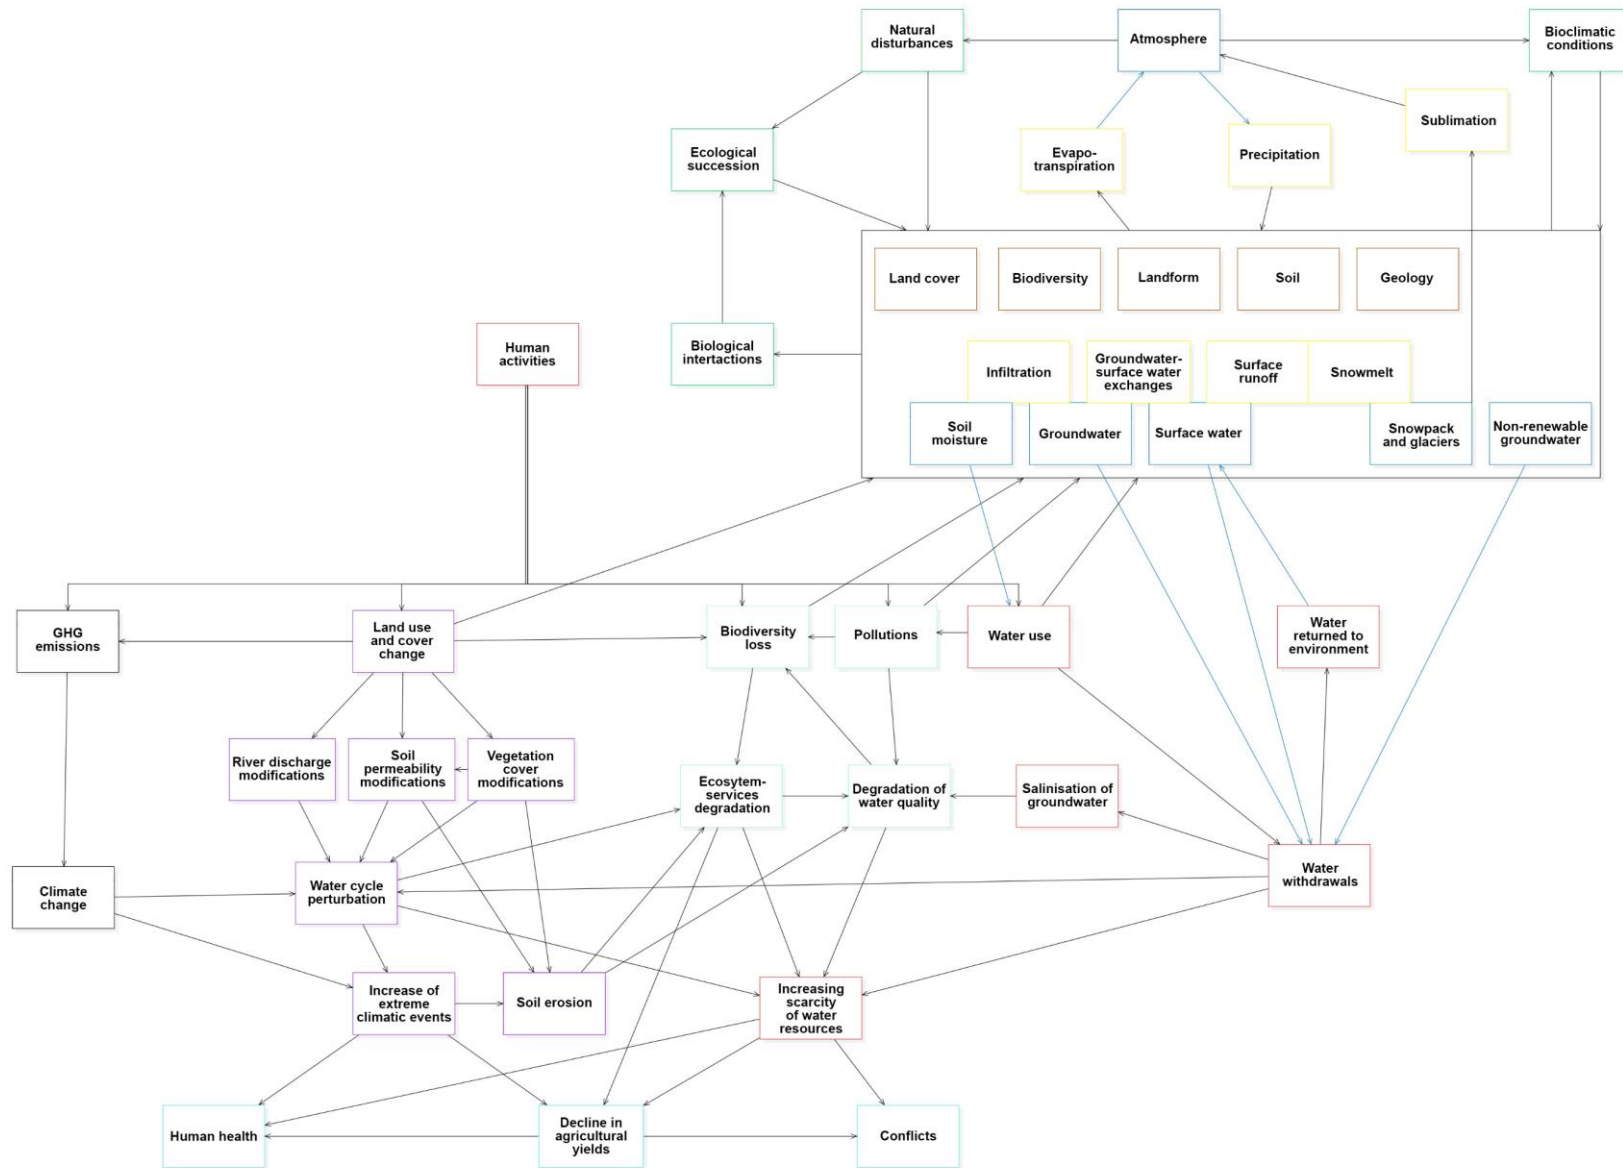 Natural
disturbances
Atmosphere
Bioclimatic
conditions
Sublimation
Ecological
succession
Evapo-
transpiration
Precipitation
Land cover
Biodiversity
Landform
Soil
Geology
Human
activities
Biological
intertactions
Infiltration
Groundwater-
surface water
exchanges
Surface
runoff
Snowmelt
Soil
moisture
Groundwater
Surface water
Snowpack
and glaciers
Non-renewable
groundwater
GHG
emissions
Land use
and cover
change
Biodiversity
loss
Pollutions
Water use
Water
returned to
environment
River discharge
modifications
Soil
permeability
modifications
Vegetation
cover
modifications
Ecosytem-
services
degradation
Degradation of
water quality
Salinisation of
groundwater
Climate
change
Water cycle
perturbation
Water
withdrawals
Increase of
extreme
climatic events
Soil erosion
Increasing
scarcity
of water
resources
Human health
Decline in
agricultural
yields
Conflicts